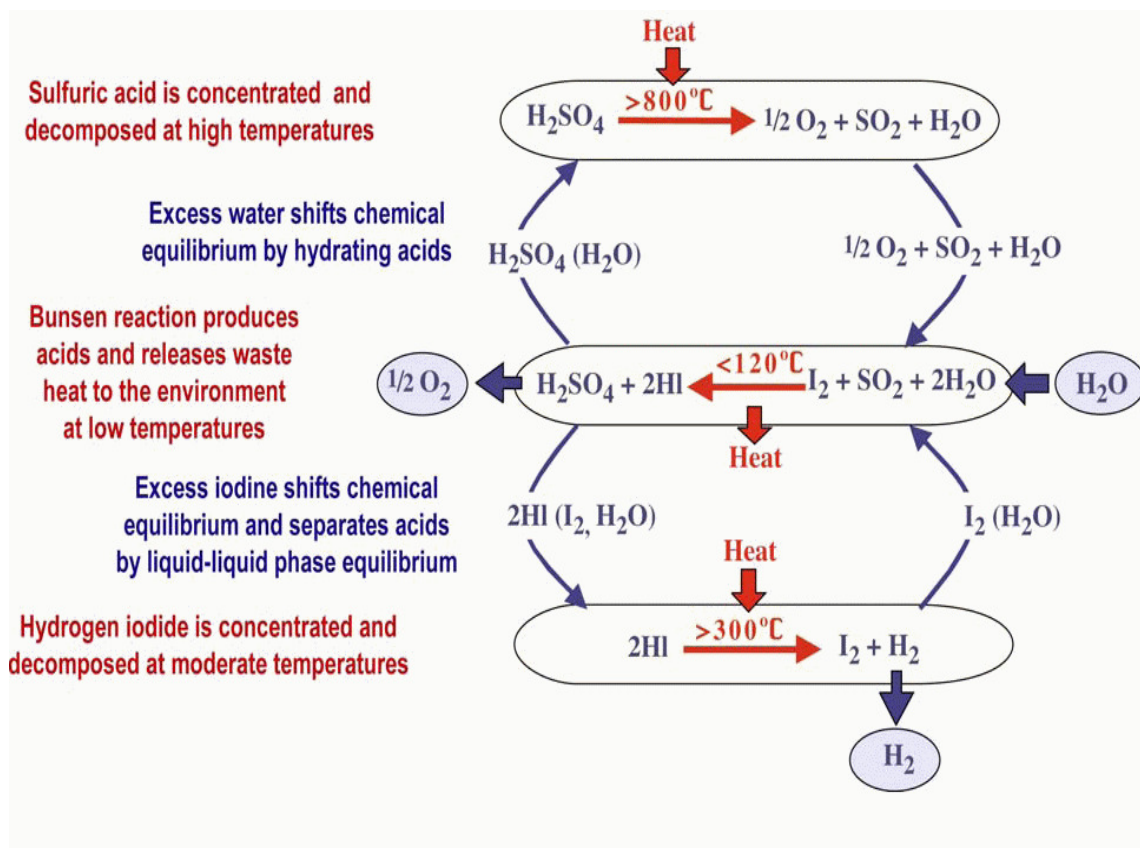 Heat
Sulfuric acid is concentrated and
decomposed at high temperatures
H₂SO₄ >800°C 1/2 O₂ + SO₂ + H₂O
Excess water shifts chemical
equilibrium by hydrating acids
H₂SO₄ (H₂O)
1/2 O₂ + SO₂ + H₂O
Bunsen reaction produces
acids and releases waste
heat to the environment
at low temperatures
1/2 O₂
H₂SO₄ + 2HI <120°C I₂ + SO₂ + 2H₂O
H₂O
Heat
Excess iodine shifts chemical
equilibrium and separates acids
by liquid-liquid phase equilibrium
2HI (I₂, H₂O)
I₂ (H₂O)
Heat
Hydrogen iodide is concentrated and
decomposed at moderate temperatures
2HI >300°C I₂ + H₂
H₂